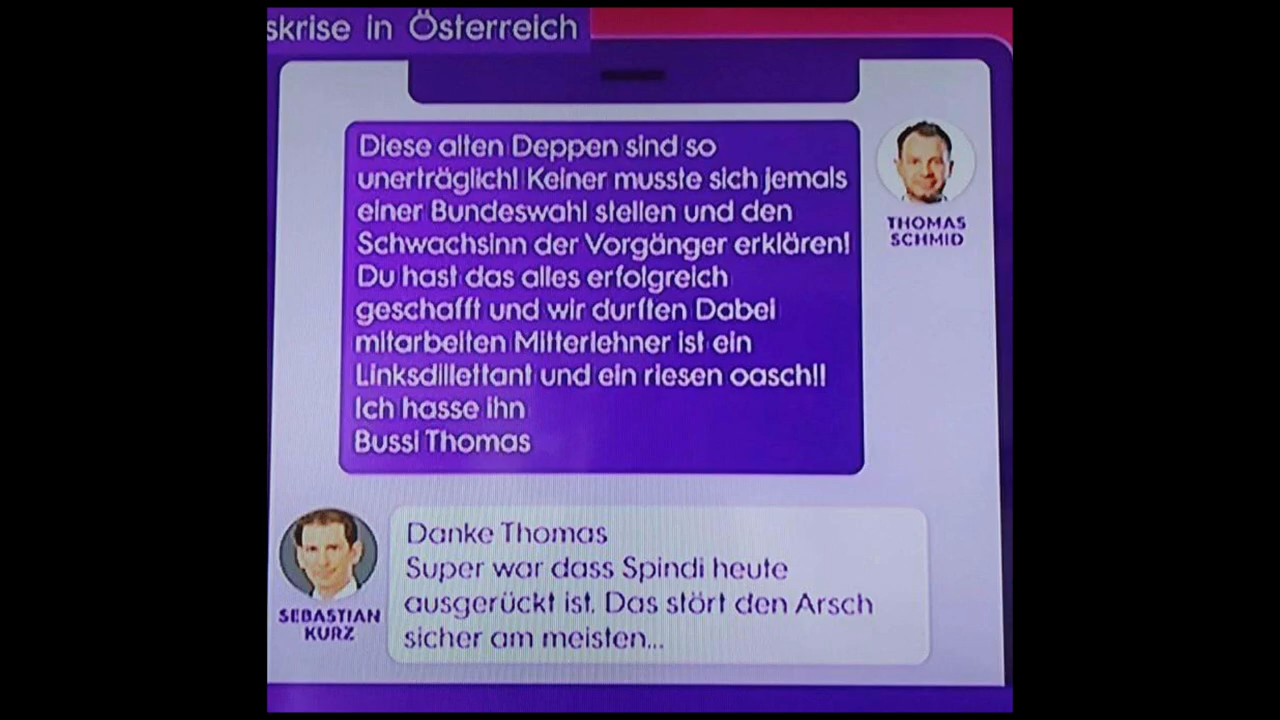 skrise in Österreich
Diese alten Deppen sind so
unerträglich! Keiner musste sich jemals
einer Bundeswahl stellen und den
Schwachsinn der Vorgänger erklären!
Du hast das alles erfolgreich
geschafft und wir durften Dabei
mitarbeiten Mitterlehner ist ein
Linksdillettant und ein riesen oasch!!
Ich hasse ihn
Bussi Thomas
THOMAS
SCHMID
Danke Thomas
Super war dass Spindi heute
ausgerückt ist. Das stört den Arsch
sicher am meisten...
SEBASTIAN
KURZ